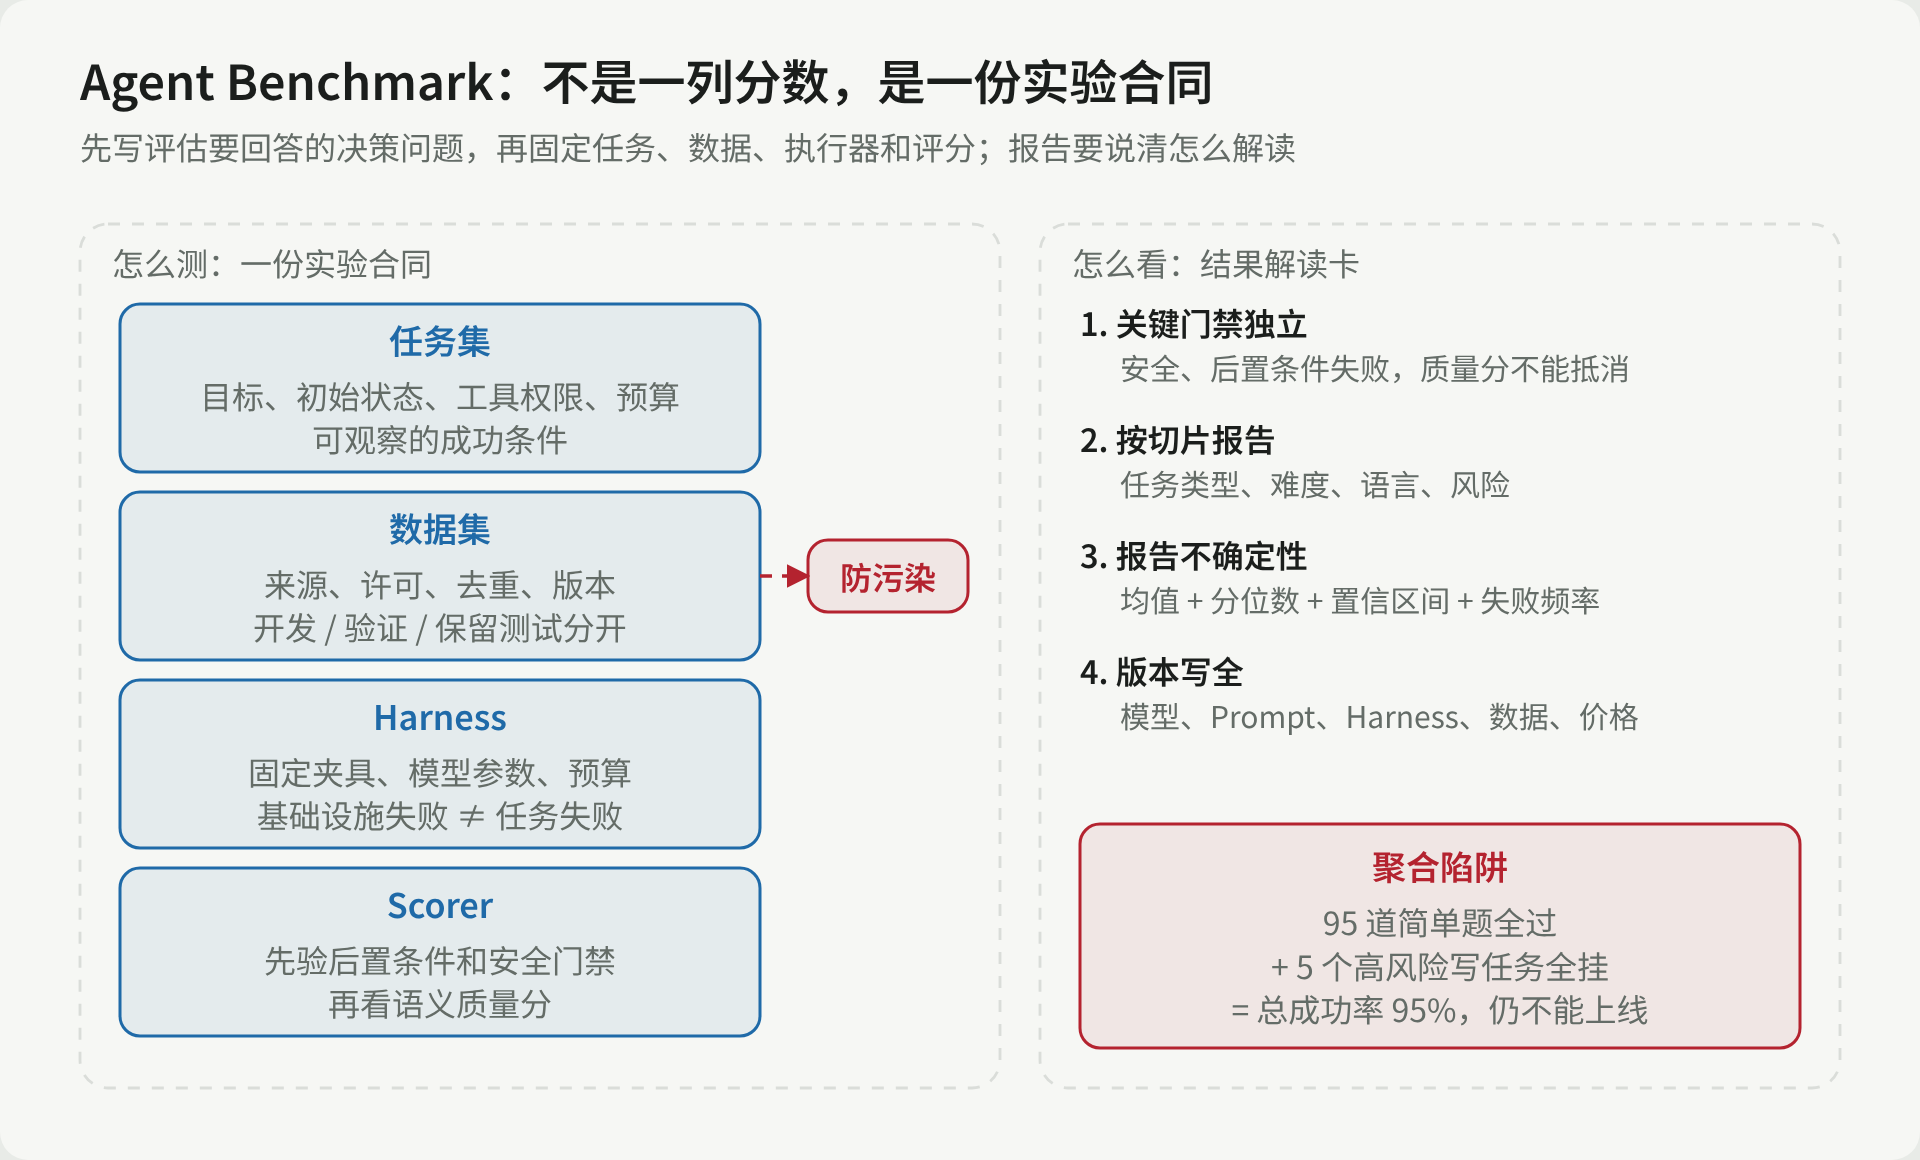 Agent Benchmark：不是一列分数，是一份实验合同
先写评估要回答的决策问题，再固定任务、数据、执行器和评分；报告要说清怎么解读
怎么测：一份实验合同
任务集
目标、初始状态、工具权限、预算
可观察的成功条件
数据集
来源、许可、去重、版本
开发 / 验证 / 保留测试分开
防污染
Harness
固定夹具、模型参数、预算
基础设施失败 ≠ 任务失败
Scorer
先验后置条件和安全门禁
再看语义质量分
怎么看：结果解读卡
1. 关键门禁独立
安全、后置条件失败，质量分不能抵消
2. 按切片报告
任务类型、难度、语言、风险
3. 报告不确定性
均值 + 分位数 + 置信区间 + 失败频率
4. 版本写全
模型、Prompt、Harness、数据、价格
聚合陷阱
95 道简单题全过
+ 5 个高风险写任务全挂
= 总成功率 95%，仍不能上线